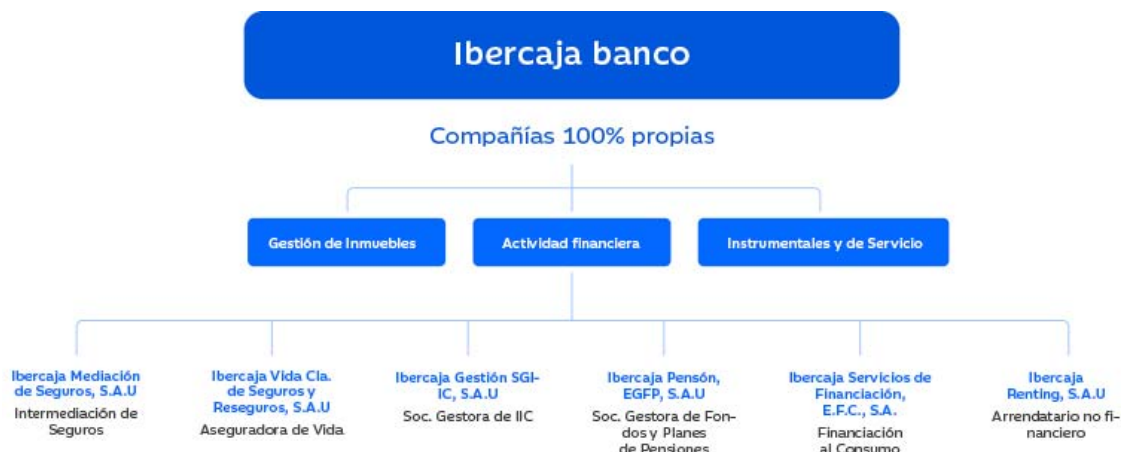 Ibercaja banco
Compañías 100% propias
Gestión de Inmuebles
Actividad financiera
Instrumentales y de Servicio
Ibercaja Mediación
de Seguros, S.A.U
Intermediación de
Seguros
Ibercaja Vida Cla.
de Seguros y
Reseguros, S.A.U
Aseguradora de Vida
Ibercaja Gestión SGI-
IC, S.A.U
Soc. Gestora de IIC
Ibercaja Pensón,
EGFP, S.A.U
Soc. Gestora de Fon-
dos y Planes
de Pensiones
Ibercaja Servicios de
Financiación,
E.F.C., S.A.
Financiación
al Consumo
Ibercaja
Renting, S.A.U
Arrendatario no fi-
nanciero